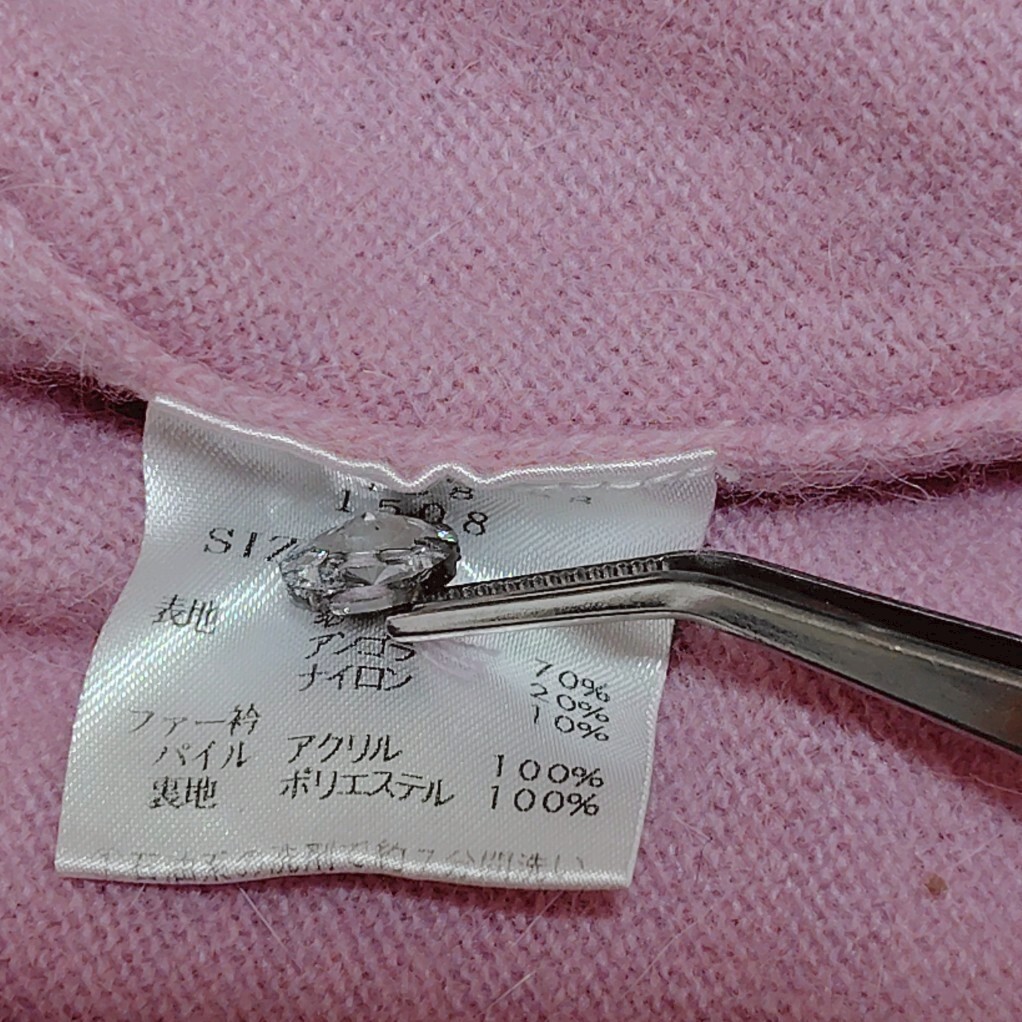 1508
SIZ
表地
アンゴラ 70%
ナイロン 20%
10%
ファー衿
パイル アクリル 100%
裏地 ポリエステル 100%